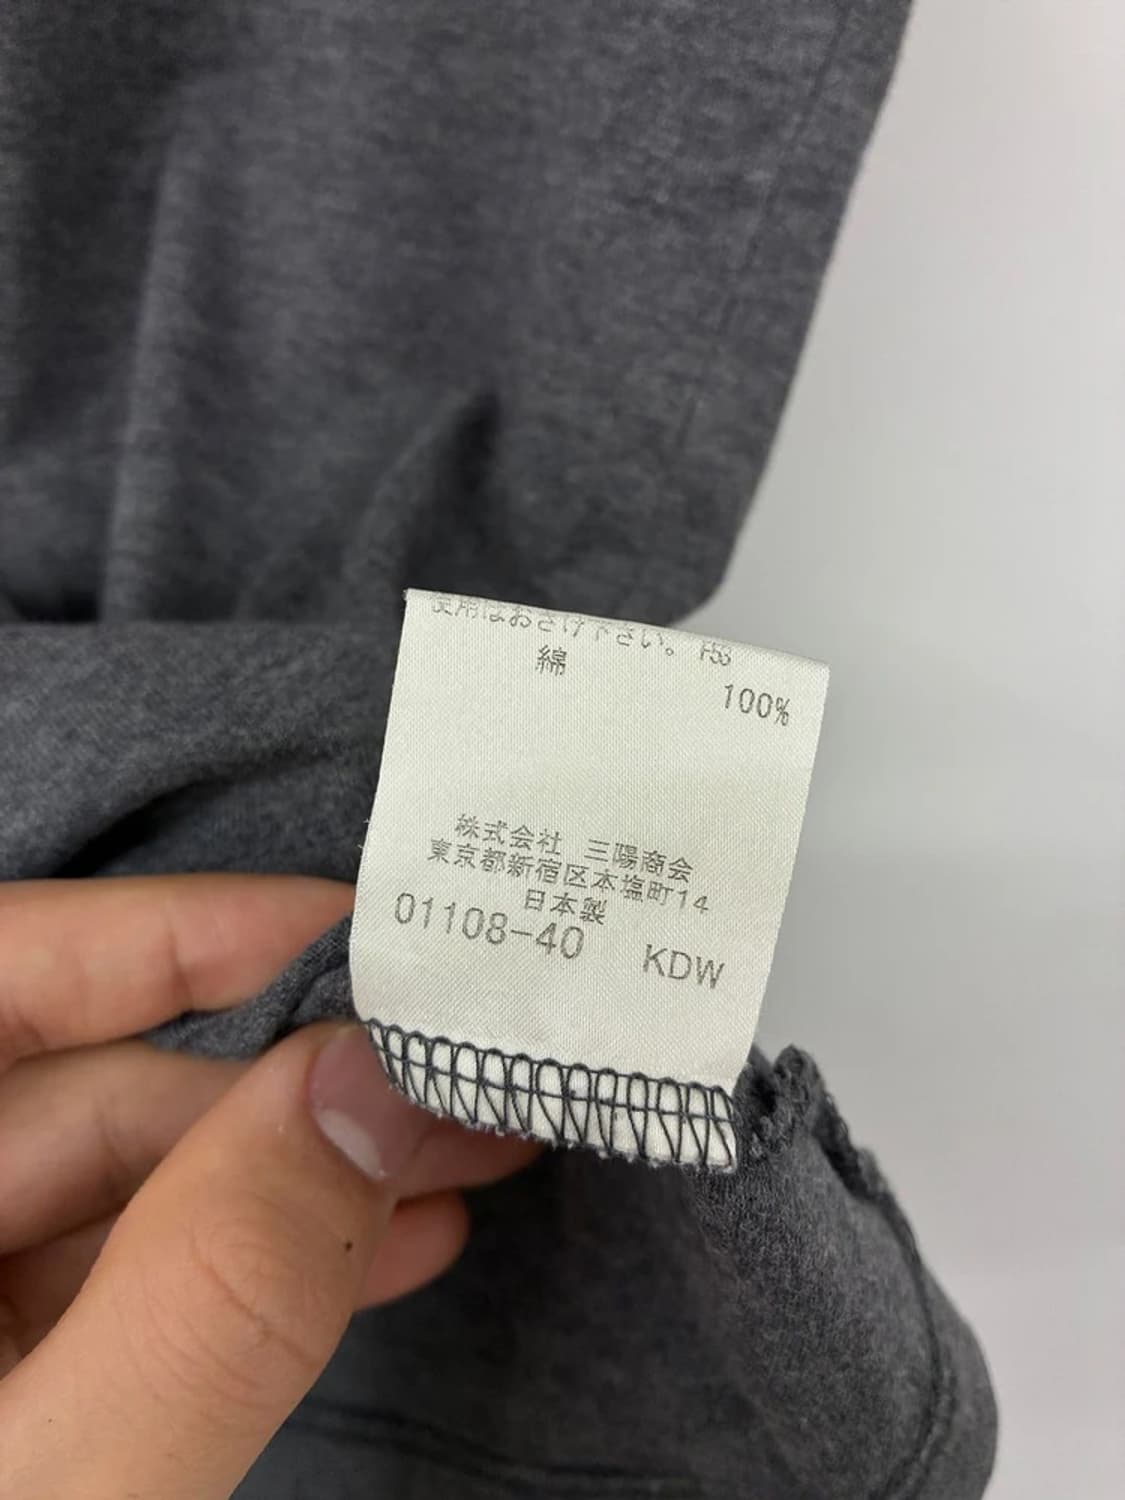 使用はおさけ下さい。 F53
綿
100%
株式会社 三陽商会
東京都新宿区本塩町14
日本製
01108-40 KDW